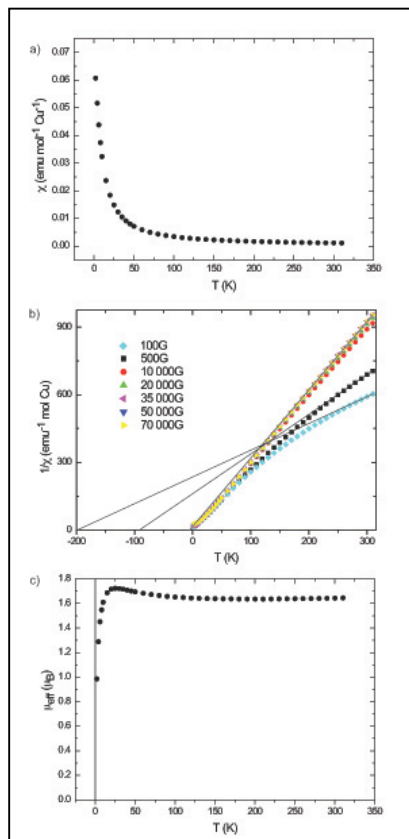 a)
0.07
0.06
0.05
0.04
0.03
0.02
0.01
0.00
χ (emu mol⁻¹ Cu⁻¹)
0 50 100 150 200 250 300 350
T (K)
b)
900
600
300
0
1/χ (emu⁻¹ mol Cu)
100G
500G
10 000G
20 000G
35 000G
50 000G
70 000G
-200 -100 0 100 200 300
T (K)
c)
1.8
1.6
1.4
1.2
1.0
0.8
0.6
0.4
0.2
0.0
μeff (μB)
0 50 100 150 200 250 300 350
T (K)